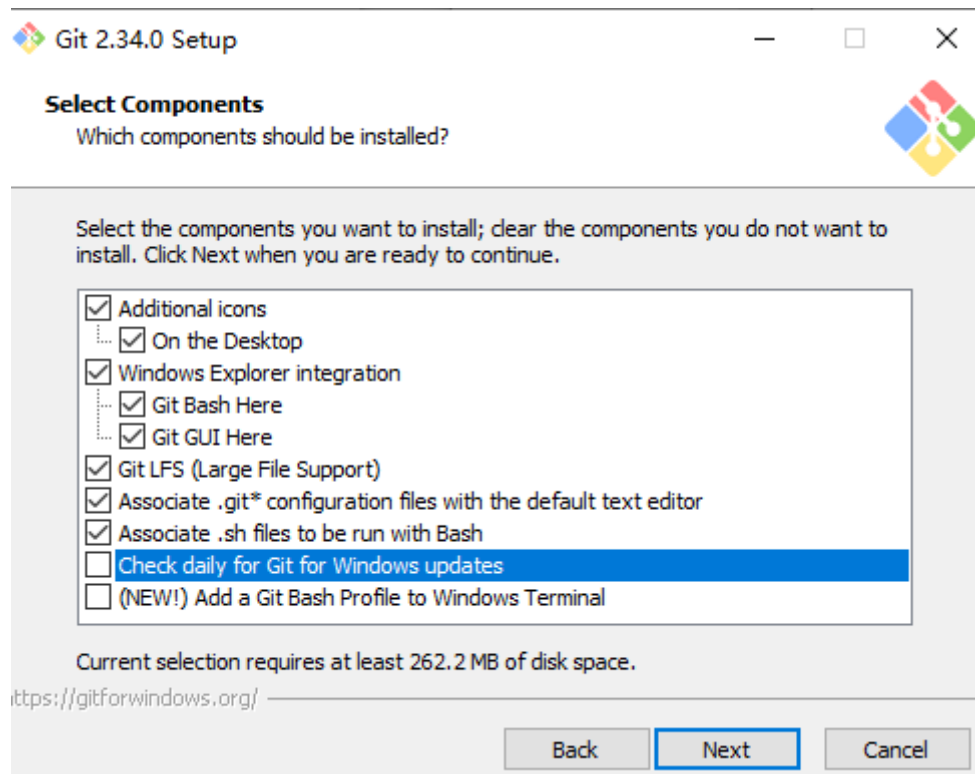 Git 2.34.0 Setup
Select Components
Which components should be installed?
Select the components you want to install; clear the components you do not want to
install. Click Next when you are ready to continue.
Additional icons
On the Desktop
Windows Explorer integration
Git Bash Here
Git GUI Here
Git LFS (Large File Support)
Associate .git* configuration files with the default text editor
Associate .sh files to be run with Bash
Check daily for Git for Windows updates
(NEW!) Add a Git Bash Profile to Windows Terminal
Current selection requires at least 262.2 MB of disk space.
ttps://gitforwindows.org/
Back
Next
Cancel